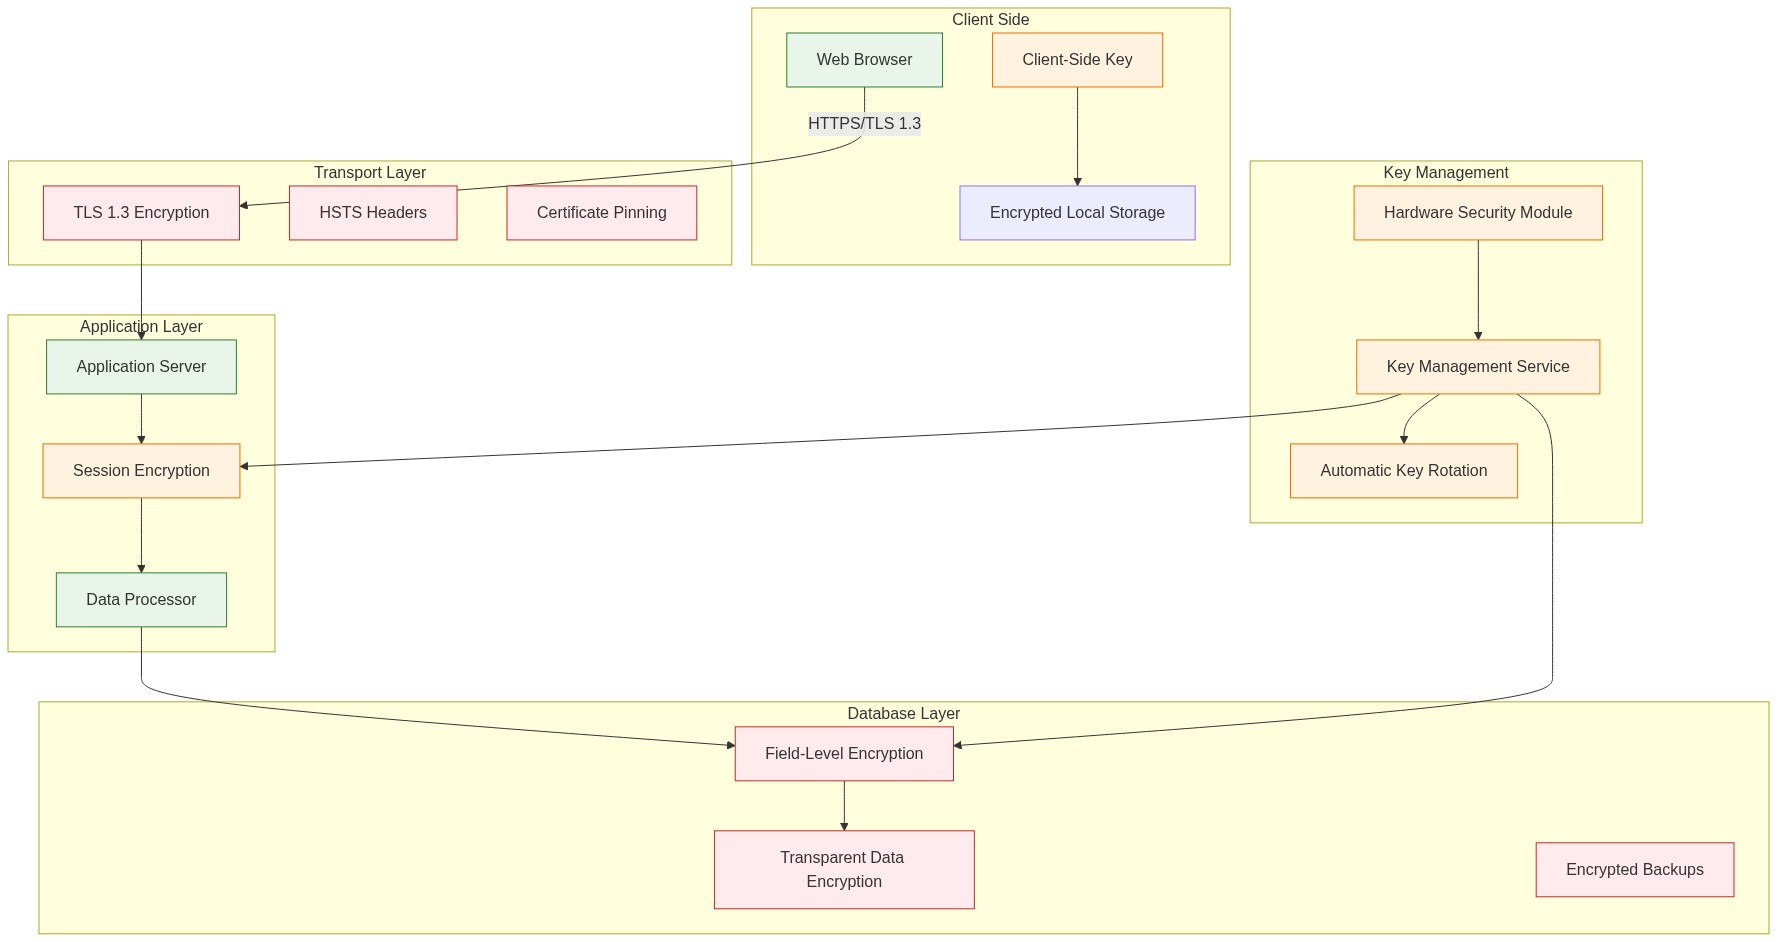 Client Side
Web Browser
Client-Side Key
HTTPS/TLS 1.3
Transport Layer
Key Management
TLS 1.3 Encryption
HSTS Headers
Certificate Pinning
Encrypted Local Storage
Hardware Security Module
Application Layer
Application Server
Key Management Service
Session Encryption
Automatic Key Rotation
Data Processor
Database Layer
Field-Level Encryption
Transparent Data
Encryption
Encrypted Backups